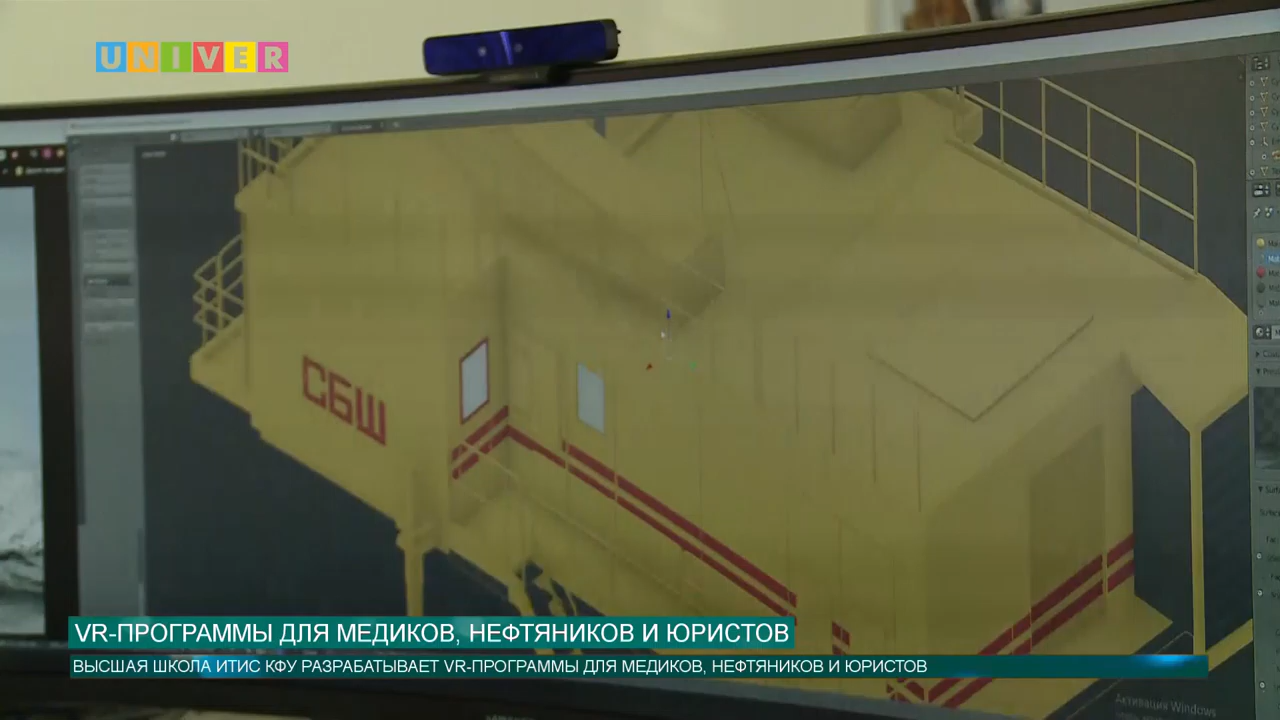 UNIVER
СБШ
VR-ПРОГРАММЫ ДЛЯ МЕДИКОВ, НЕФТЯНИКОВ И ЮРИСТОВ
ВЫСШАЯ ШКОЛА ИТИС КФУ РАЗРАБАТЫВАЕТ VR-ПРОГРАММЫ ДЛЯ МЕДИКОВ, НЕФТЯНИКОВ И ЮРИСТОВ
Активация Windows